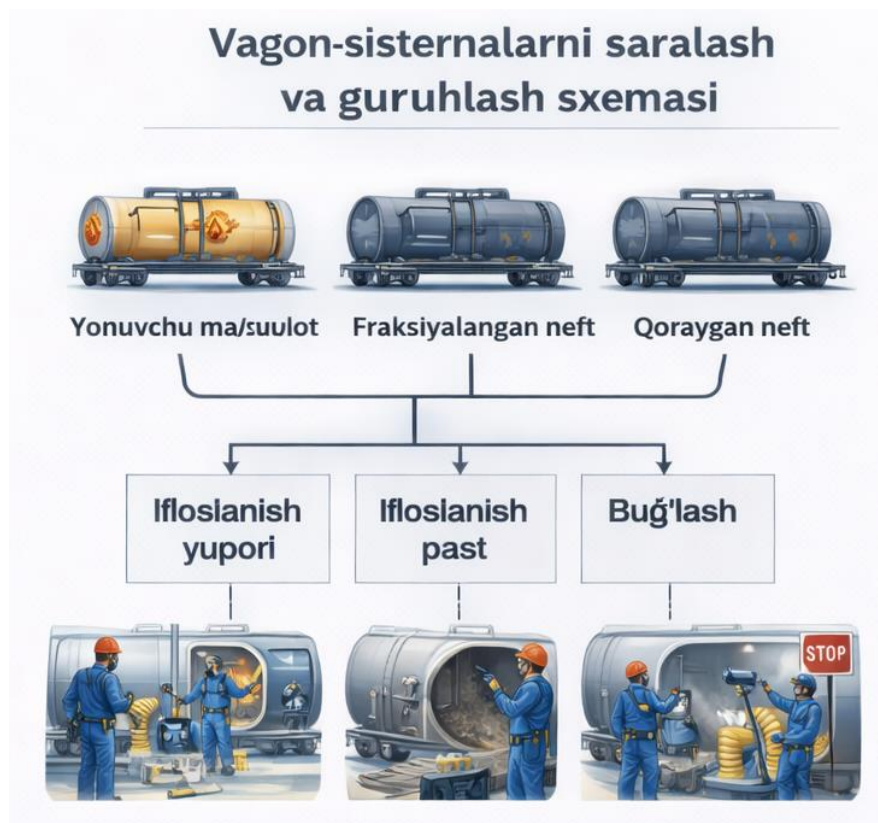 Vagon-sisternalarni saralash
va guruhlash sxemasi
Yonuvchu ma/suulot
Fraksiyalangan neft
Qoraygan neft
Ifloslanish
yupori
Ifloslanish
past
Buğ'lash
STOP